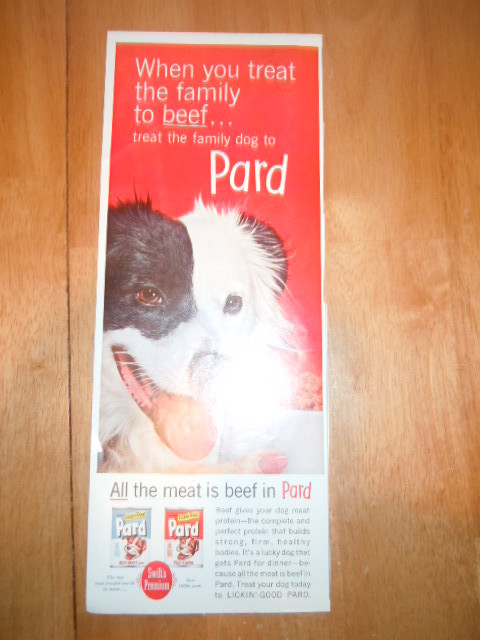 When you treat
the family
to beef...
treat the family dog to
Pard
All the meat is beef in Pard
Beef gives your dog meat
protein—the complete and
perfect protein that builds
strong, firm, healthy
bodies. It's a lucky dog that
gets Pard for dinner—be-
cause all the meat is beef in
Pard. Treat your dog today
to LICKIN' GOOD PARD.
Pard
Pard
Swift's
Premium